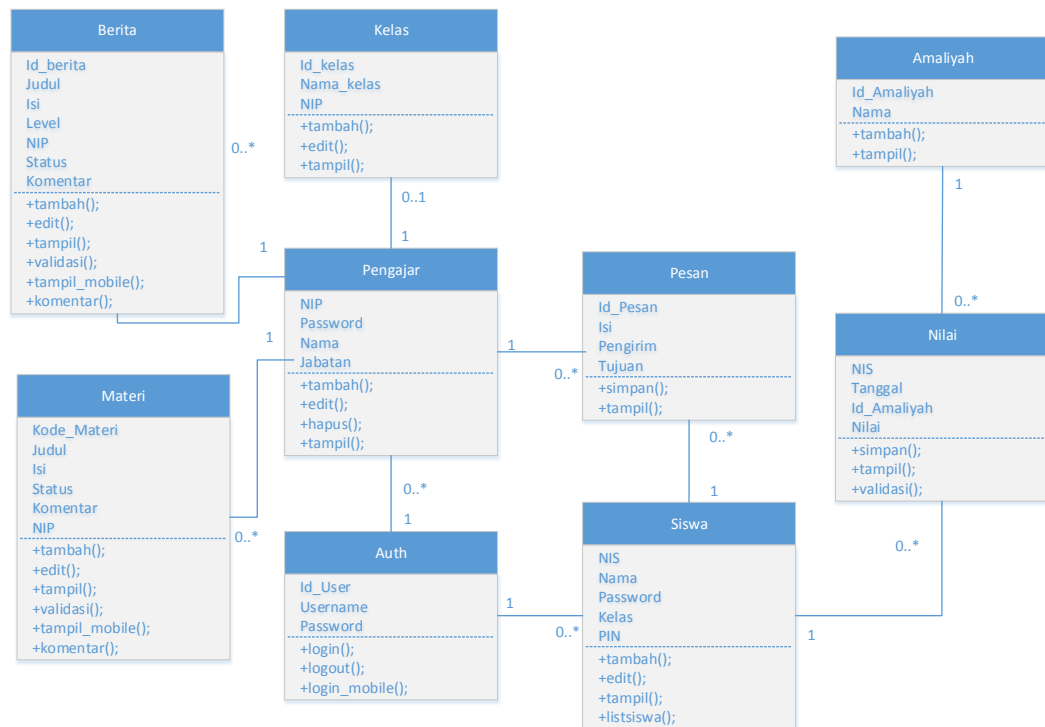 Berita
Id_berita
Judul
Isi
Level
NIP
Status
Komentar
+tambah();
+edit();
+tampil();
+validasi();
+tampil_mobile();
+komentar();
0..*
1
Kelas
Id_kelas
Nama_kelas
NIP
+tambah();
+edit();
+tampil();
0..1
1
Amaliyah
Id_Amaliyah
Nama
+tambah();
+tampil();
1
0..*
Pengajar
NIP
Password
Nama
Jabatan
+tambah();
+edit();
+hapus();
+tampil();
1
0..*
Pesan
Id_Pesan
Isi
Pengirim
Tujuan
+simpan();
+tampil();
0..*
1
Nilai
NIS
Tanggal
Id_Amaliyah
Nilai
+simpan();
+tampil();
+validasi();
0..*
1
1
Materi
Kode_Materi
Judul
Isi
Status
Komentar
NIP
+tambah();
+edit();
+tampil();
+validasi();
+tampil_mobile();
+komentar();
0..*
0..*
1
Auth
Id_User
Username
Password
+login();
+logout();
+login_mobile();
1
0..*
Siswa
NIS
Nama
Password
Kelas
PIN
+tambah();
+edit();
+tampil();
+listsiswa();